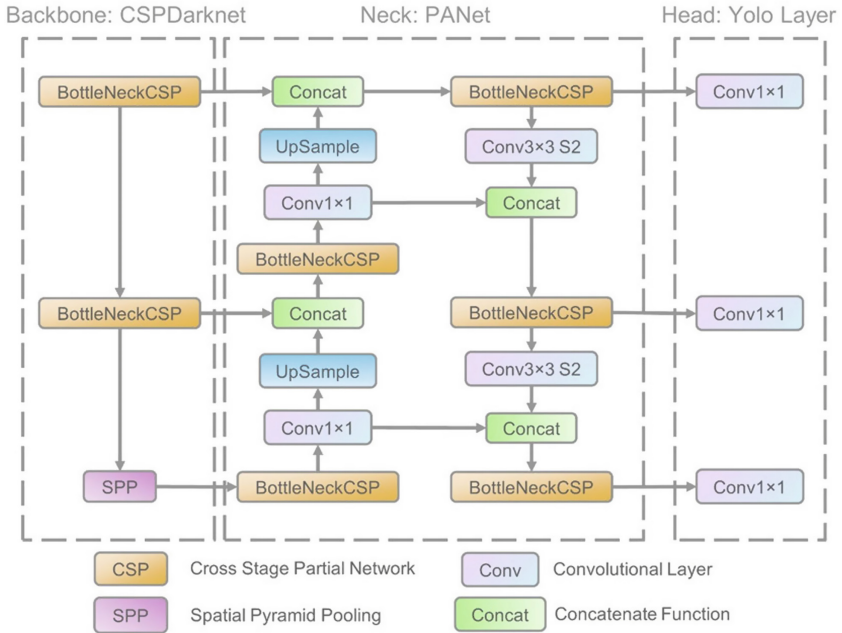 Backbone: CSPDarknet Neck: PANet Head: Yolo Layer
BottleNeckCSP Concat BottleNeckCSP Conv1×1
UpSample Conv3×3 S2
Conv1×1 Concat
BottleNeckCSP
BottleNeckCSP Concat BottleNeckCSP Conv1×1
UpSample Conv3×3 S2
Conv1×1 Concat
SPP BottleNeckCSP BottleNeckCSP Conv1×1
CSP Cross Stage Partial Network Conv Convolutional Layer
SPP Spatial Pyramid Pooling Concat Concatenate Function